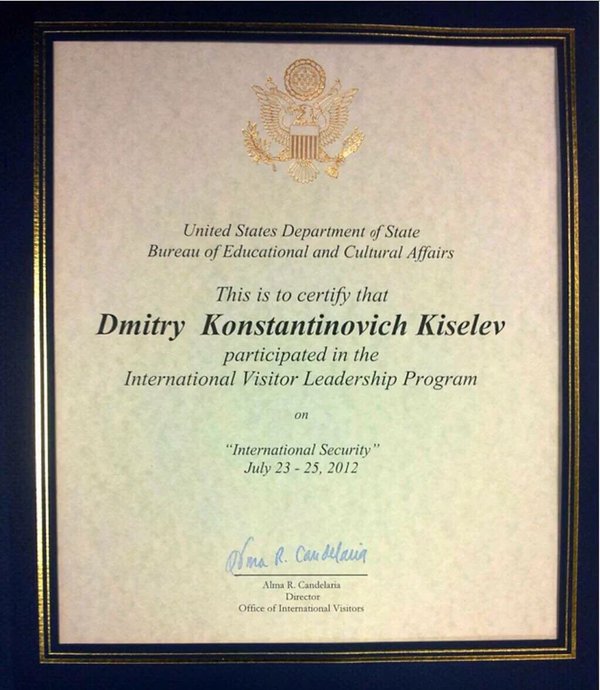 United States Department of State
Bureau of Educational and Cultural Affairs
This is to certify that
Dmitry Konstantinovich Kiselev
participated in the
International Visitor Leadership Program
on
“International Security”
July 23 - 25, 2012
Alma R. Candelaria
Alma R. Candelaria
Director
Office of International Visitors